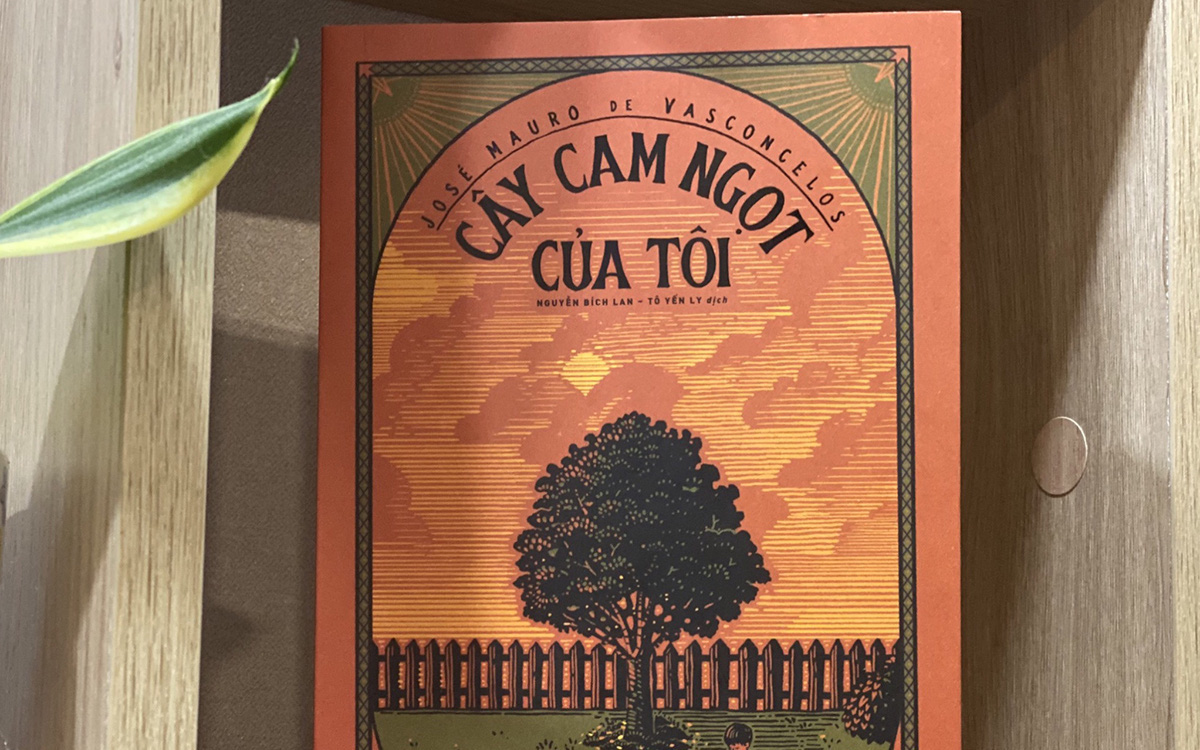 JOSÉ MAURO DE VASCONCELOS
CÂY CAM NGỌT
CỦA TÔI
NGUYỄN BÍCH LAN – TÔ YẾN LY dịch